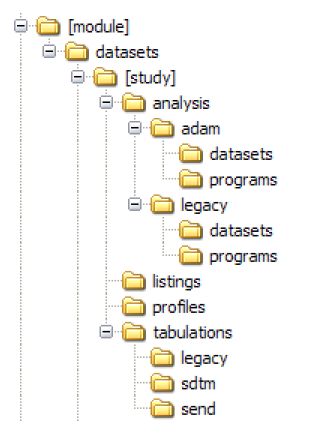 [module]
datasets
[study]
analysis
adam
datasets
programs
legacy
datasets
programs
listings
profiles
tabulations
legacy
sdtm
send